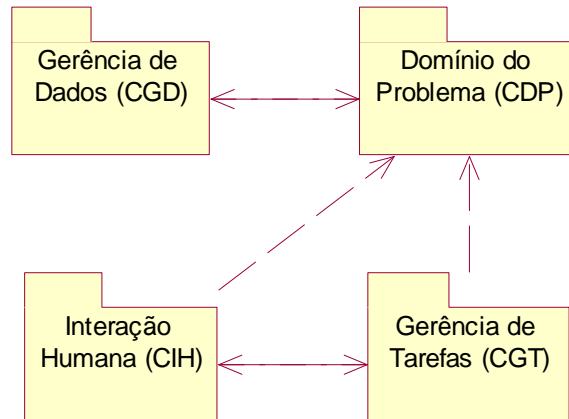 Gerência de
Dados (CGD)
Domínio do
Problema (CDP)
Interação
Humana (CIH)
Gerência de
Tarefas (CGT)